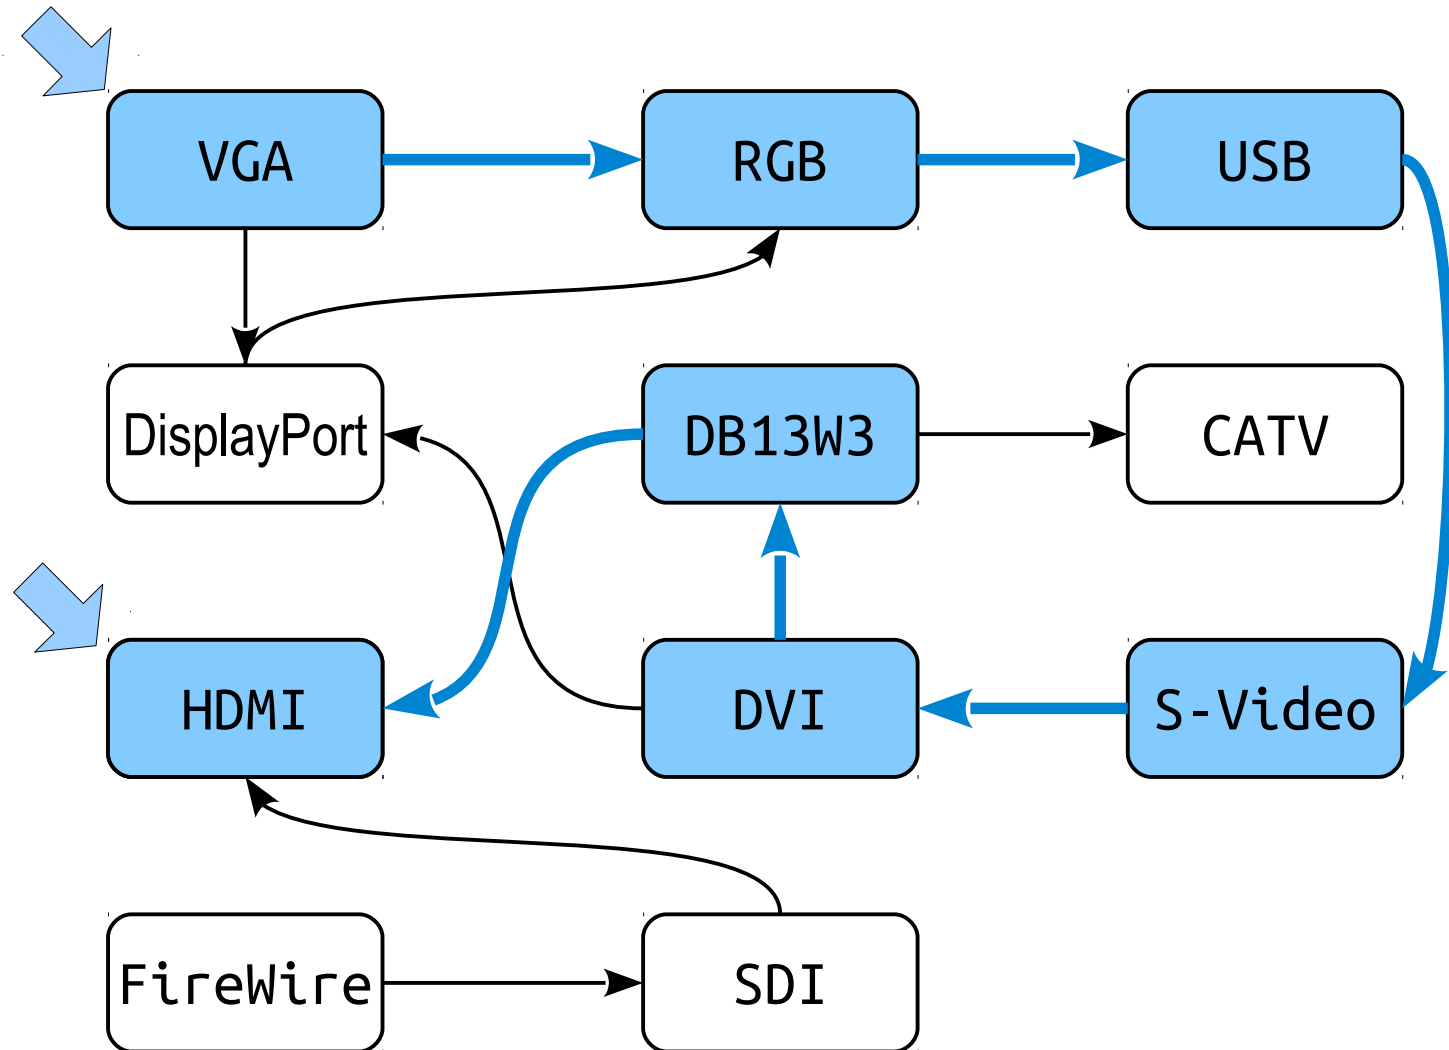 VGA
RGB
USB
DisplayPort
DB13W3
CATV
HDMI
DVI
S-Video
FireWire
SDI